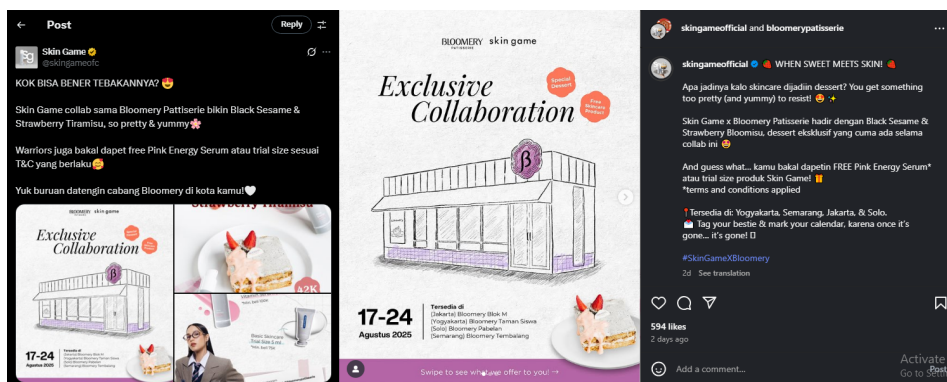 Post
Reply
Skin Game
@skingameofc
KOK BISA BENER TEBAKANNYA? 😍
Skin Game collab sama Bloomery Pattiserie bikin Black Sesame &
Strawberry Tiramisu, so pretty & yummy🌸
Warriors juga bakal dapet free Pink Energy Serum atau trial size sesuai
T&C yang berlaku🥰
Yuk buruan datengin cabang Bloomery di kota kamu!🤍
BLOOMERY skin game
Exclusive
Collaboration
17-24
Agustus 2025
Strawberry Tiramisu
42K
BLOOMERY
PATISSERIE
skin game
Exclusive
Collaboration
Special
Dessert
Free
Skincare
Product
β
17-24
Agustus 2025
Tersedia di
(Jakarta) Bloomery Blok M
(Yogyakarta) Bloomery Taman Siswa
(Solo) Bloomery Pabelan
(Semarang) Bloomery Tembalang
Swipe to see what we offer to you! →
skingameofficial and bloomerypatisserie
skingameofficial 🍓 WHEN SWEET MEETS SKIN! 🍓
Apa jadinya kalo skincare dijadiin dessert? You get something
too pretty (and yummy) to resist! 🤩 ✨
Skin Game x Bloomery Patisserie hadir dengan Black Sesame &
Strawberry Bloomisu, dessert eksklusif yang cuma ada selama
collab ini 😍
And guess what... kamu bakal dapetin FREE Pink Energy Serum*
atau trial size produk Skin Game! 🎁
*terms and conditions applied
📍Tersedia di: Yogyakarta, Semarang, Jakarta, & Solo.
📩 Tag your bestie & mark your calendar, karena once it's
gone... it's gone!
#SkinGameXBloomery
2d See translation
594 likes
2 days ago
Add a comment...
Post
Activate